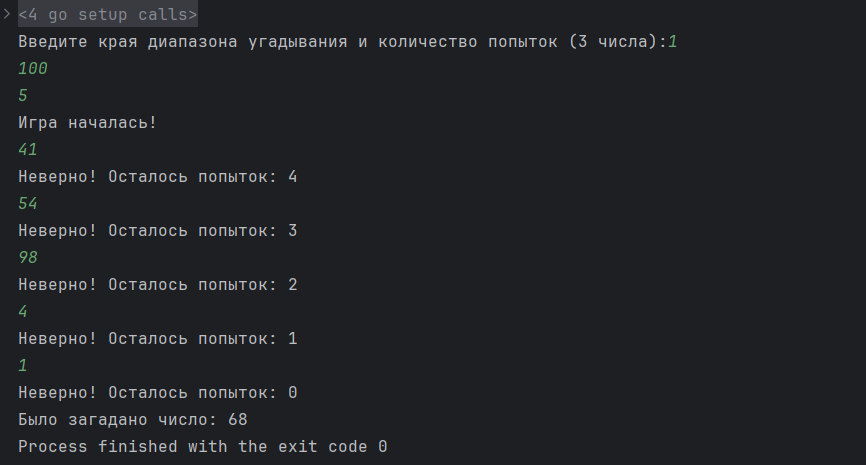 <4 go setup calls>
Введите края диапазона угадывания и количество попыток (3 числа):1
100
5
Игра началась!
41
Неверно! Осталось попыток: 4
54
Неверно! Осталось попыток: 3
98
Неверно! Осталось попыток: 2
4
Неверно! Осталось попыток: 1
1
Неверно! Осталось попыток: 0
Было загадано число: 68
Process finished with the exit code 0